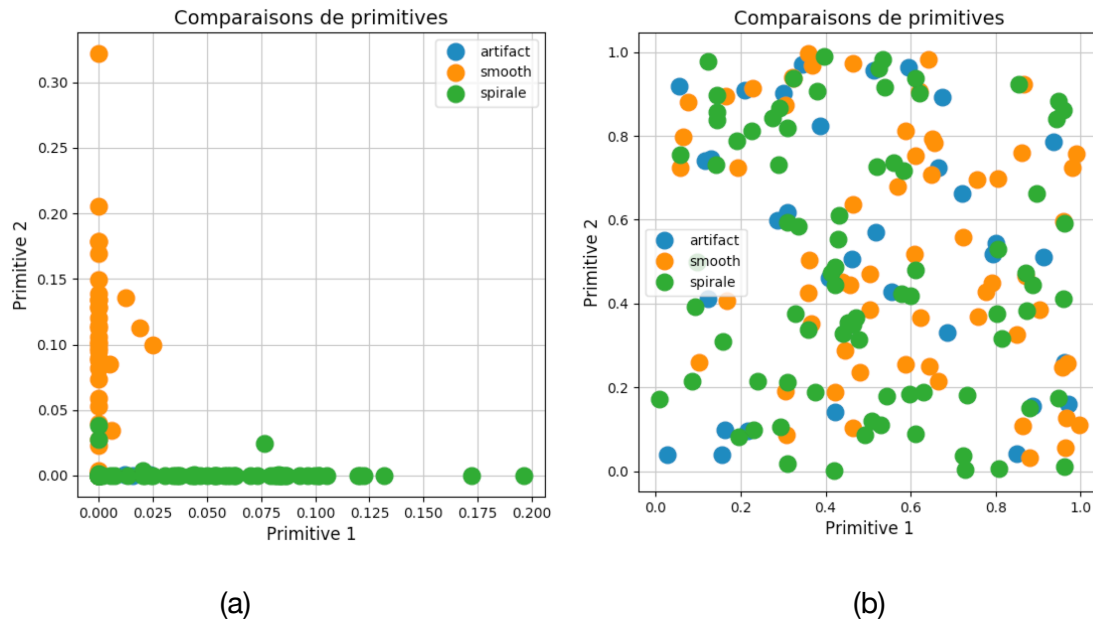 Comparaisons de primitives
0.30
0.25
0.20
0.15
0.10
0.05
0.00
Primitive 2
artifact
smooth
spirale
0.000 0.025 0.050 0.075 0.100 0.125 0.150 0.175 0.200
Primitive 1
(a)
Comparaisons de primitives
1.0
0.8
0.6
0.4
0.2
0.0
Primitive 2
artifact
smooth
spirale
0.0 0.2 0.4 0.6 0.8 1.0
Primitive 1
(b)